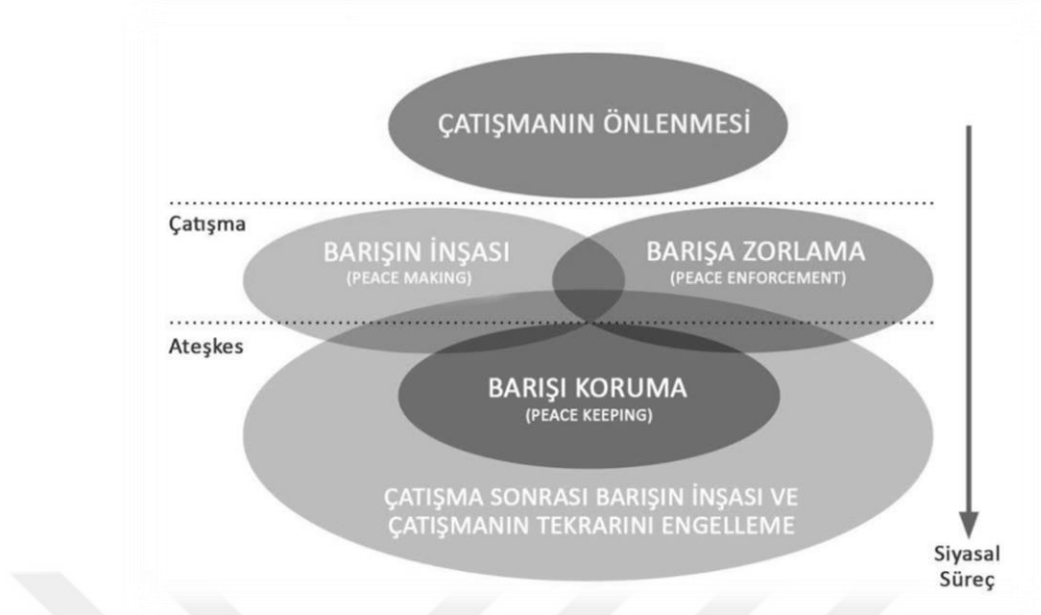 ÇATIŞMANIN ÖNLENMESİ
Çatışma
BARIŞIN İNŞASI
(PEACE MAKING)
BARIŞA ZORLAMA
(PEACE ENFORCEMENT)
Ateşkes
BARIŞI KORUMA
(PEACE KEEPING)
ÇATIŞMA SONRASI BARIŞIN İNŞASI VE
ÇATIŞMANIN TEKRARINI ENGELLEME
Siyasal
Süreç